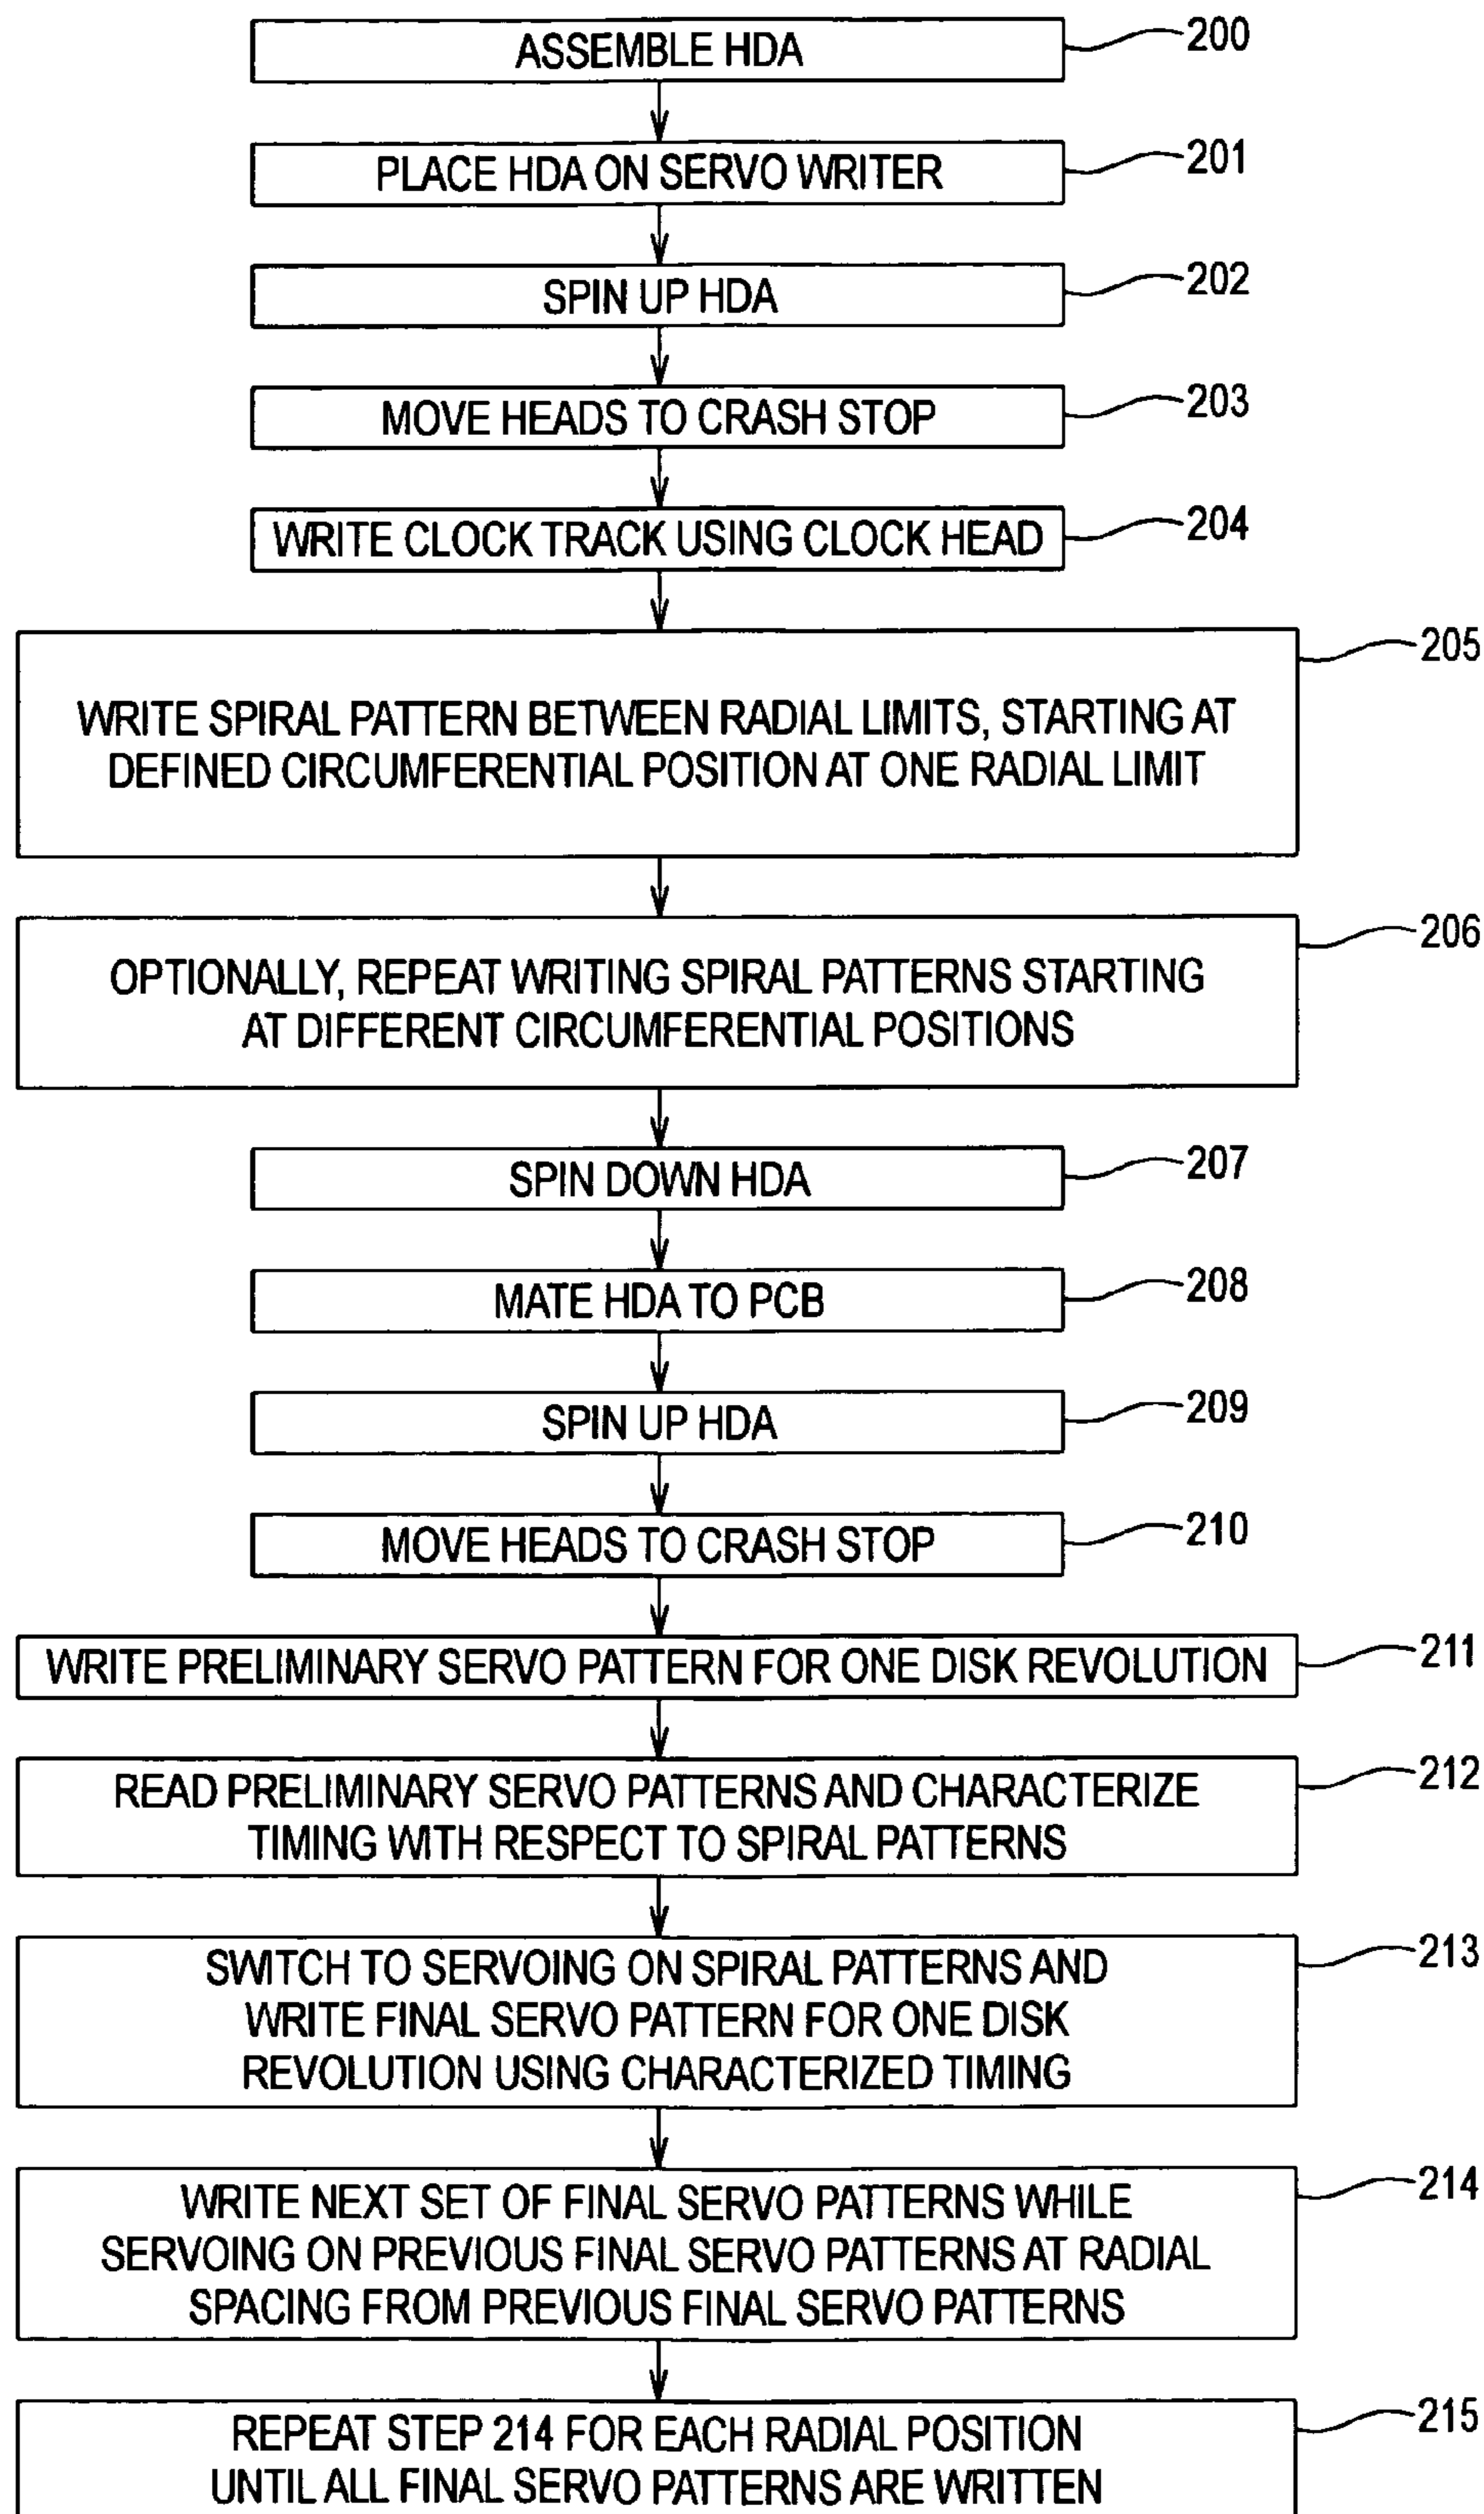 ASSEMBLE HDA
200
PLACE HDA ON SERVO WRITER
201
SPIN UP HDA
202
MOVE HEADS TO CRASH STOP
203
WRITE CLOCK TRACK USING CLOCK HEAD
204
205
WRITE SPIRAL PATTERN BETWEEN RADIAL LIMITS, STARTING AT
DEFINED CIRCUMFERENTIAL POSITION AT ONE RADIAL LIMIT
206
OPTIONALLY, REPEAT WRITING SPIRAL PATTERNS STARTING
AT DIFFERENT CIRCUMFERENTIAL POSITIONS
SPIN DOWN HDA
207
MATE HDA TO PCB
208
SPIN UP HDA
209
MOVE HEADS TO CRASH STOP
210
WRITE PRELIMINARY SERVO PATTERN FOR ONE DISK REVOLUTION
211
212
READ PRELIMINARY SERVO PATTERNS AND CHARACTERIZE
TIMING WITH RESPECT TO SPIRAL PATTERNS
213
SWITCH TO SERVOING ON SPIRAL PATTERNS AND
WRITE FINAL SERVO PATTERN FOR ONE DISK
REVOLUTION USING CHARACTERIZED TIMING
214
WRITE NEXT SET OF FINAL SERVO PATTERNS WHILE
SERVOING ON PREVIOUS FINAL SERVO PATTERNS AT RADIAL
SPACING FROM PREVIOUS FINAL SERVO PATTERNS
215
REPEAT STEP 214 FOR EACH RADIAL POSITION
UNTIL ALL FINAL SERVO PATTERNS ARE WRITTEN